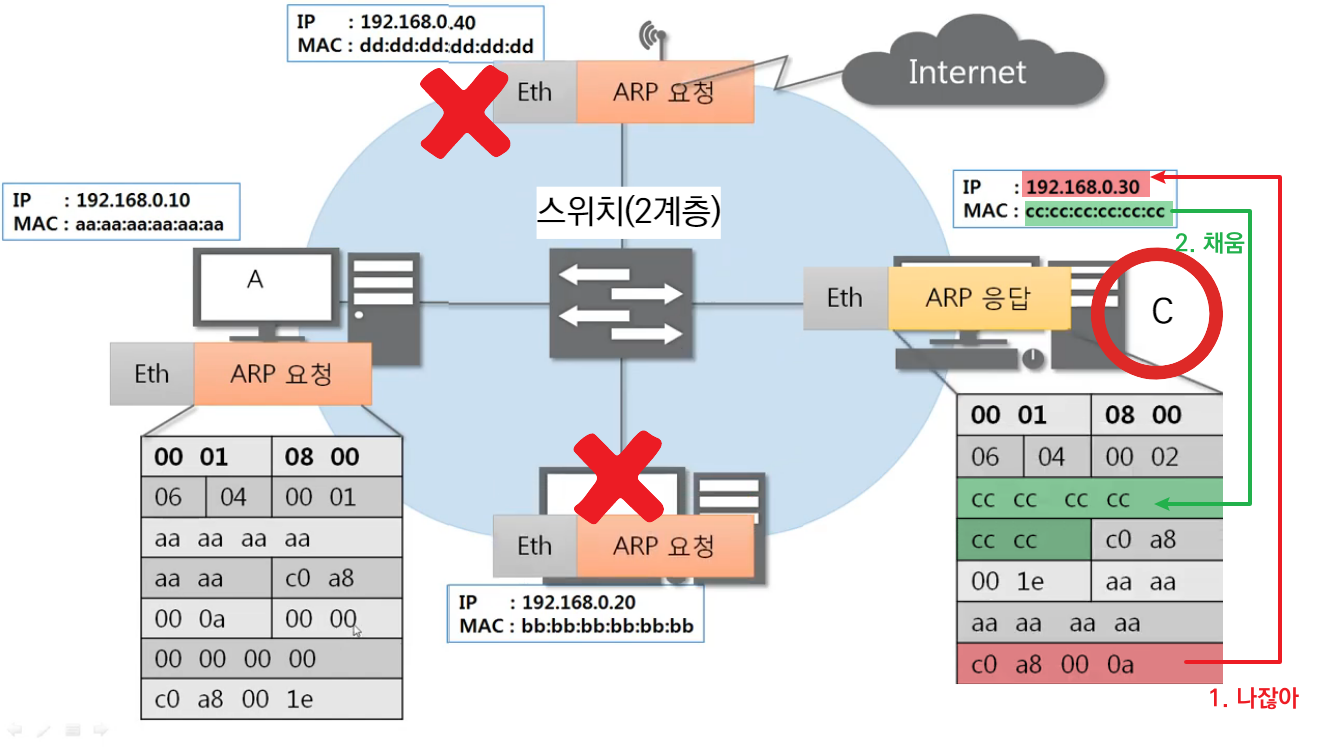 IP : 192.168.0.40
MAC : dd:dd:dd:dd:dd:dd
Eth ARP 요청
Internet
IP : 192.168.0.10
MAC : aa:aa:aa:aa:aa:aa
스위치(2계층)
IP : 192.168.0.30
MAC : cc:cc:cc:cc:cc:cc
2. 채움
A
Eth ARP 응답
C
Eth ARP 요청
00 01 08 00
06 04 00 01
aa aa aa aa
aa aa c0 a8
00 0a 00 00
00 00 00 00
c0 a8 00 1e
Eth ARP 요청
IP : 192.168.0.20
MAC : bb:bb:bb:bb:bb:bb
00 01 08 00
06 04 00 02
cc cc cc cc
cc cc c0 a8
00 1e aa aa
aa aa aa aa
c0 a8 00 0a
1. 나잖아